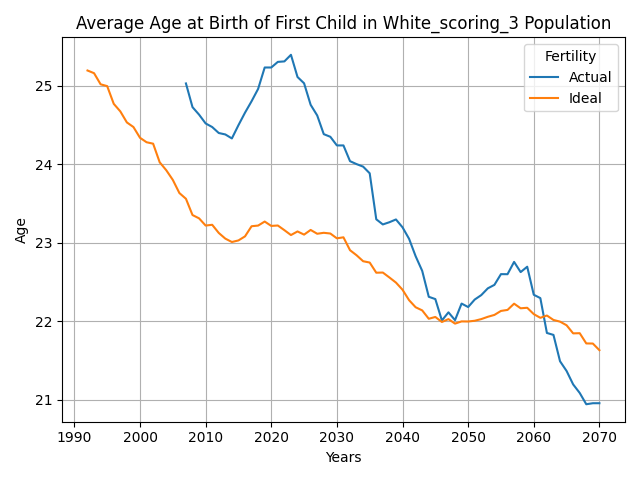 Average Age at Birth of First Child in White_scoring_3 Population
Fertility
Actual
Ideal
Age
25
24
23
22
21
1990
2000
2010
2020
2030
2040
2050
2060
2070
Years